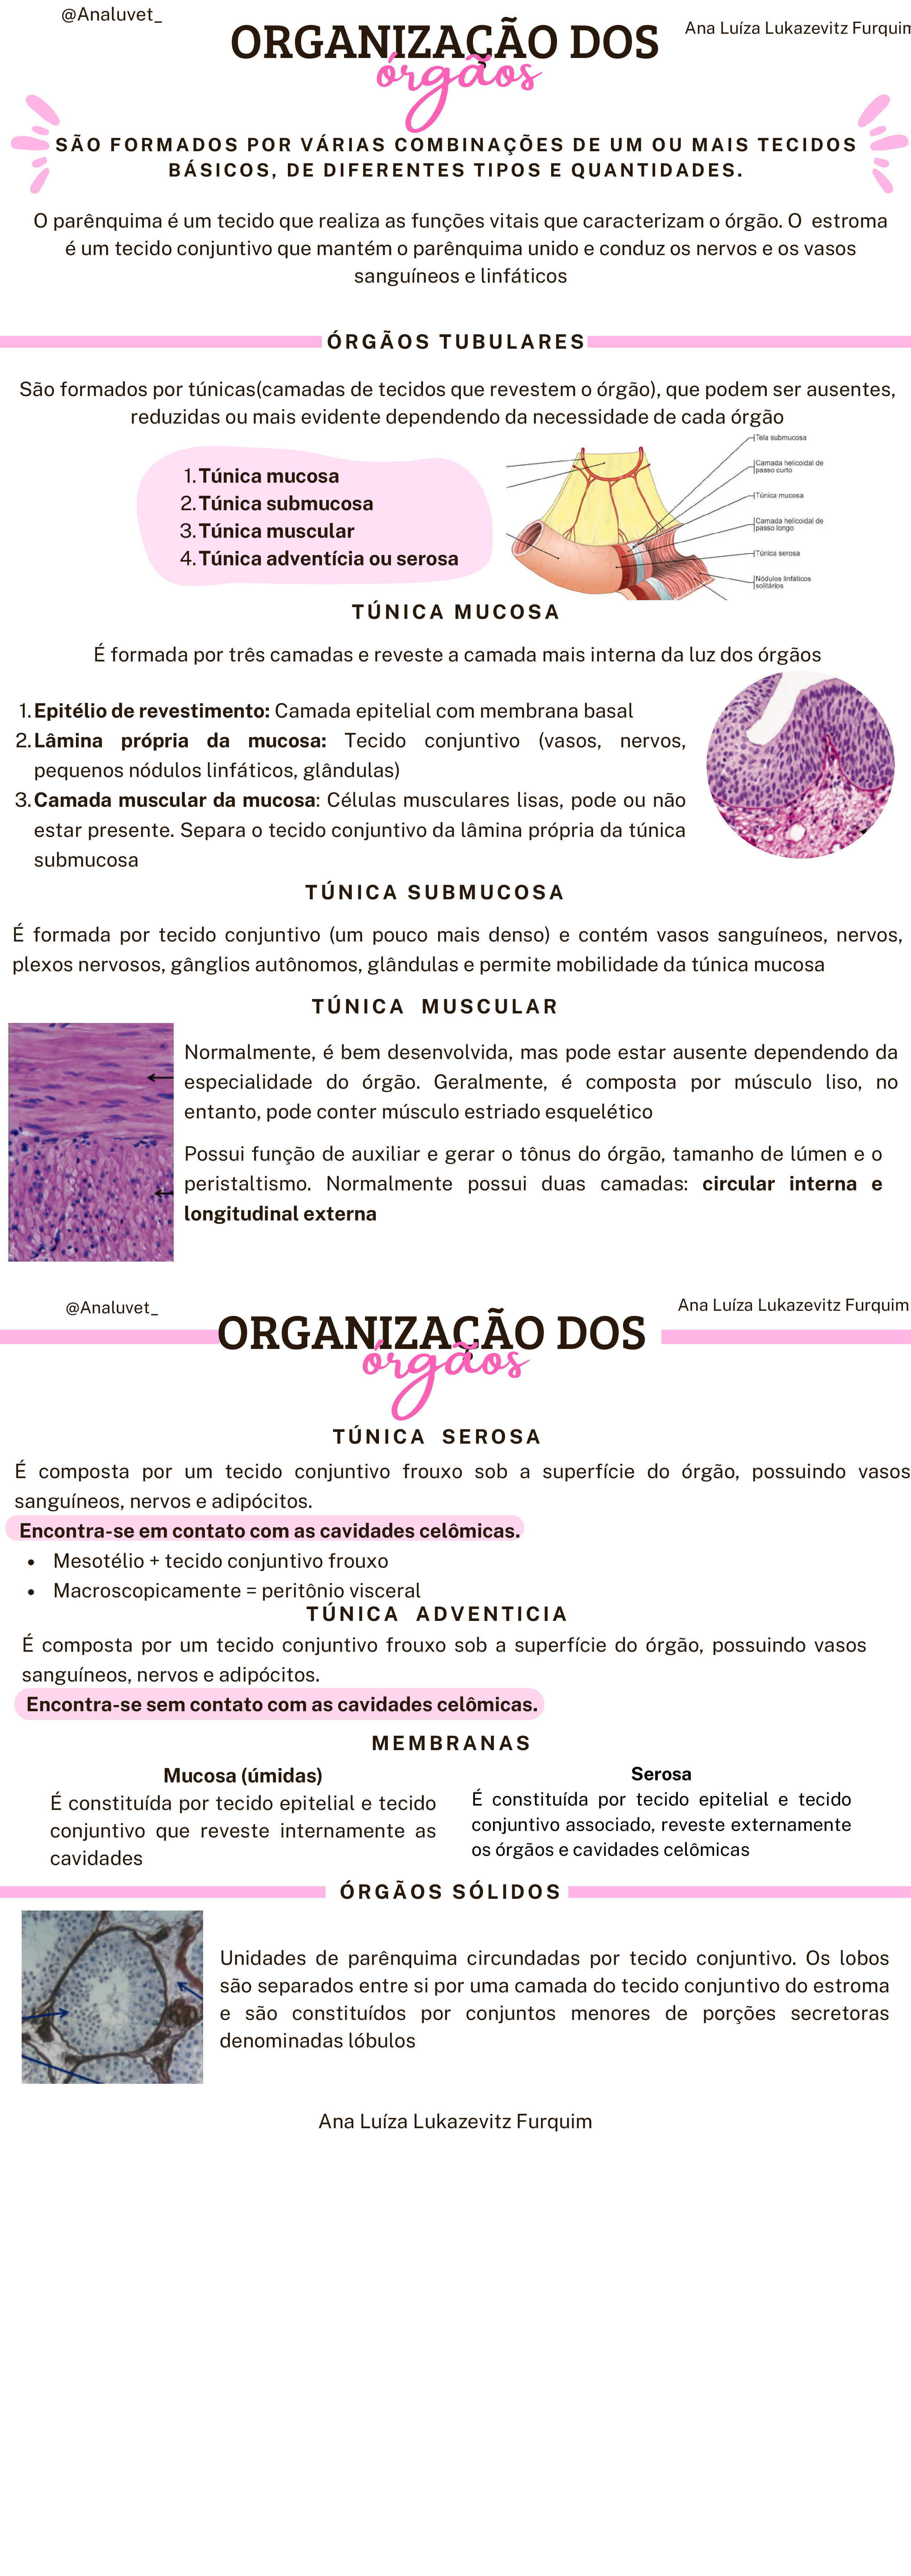 @Analuvet_
Ana Luíza Lukazevitz Furquim
ORGANIZAÇÃO DOS
órgãos
SÃO FORMADOS POR VÁRIAS COMBINAÇÕES DE UM OU MAIS TECIDOS
BÁSICOS, DE DIFERENTES TIPOS E QUANTIDADES.
O parênquima é um tecido que realiza as funções vitais que caracterizam o órgão. O estroma
é um tecido conjuntivo que mantém o parênquima unido e conduz os nervos e os vasos
sanguíneos e linfáticos
ÓRGÃOS TUBULARES
São formados por túnicas(camadas de tecidos que revestem o órgão), que podem ser ausentes,
reduzidas ou mais evidente dependendo da necessidade de cada órgão
1. Túnica mucosa
2. Túnica submucosa
3. Túnica muscular
4. Túnica adventícia ou serosa
Tela submucosa
Camada helicoidal de
passo curto
Túnica mucosa
Camada helicoidal de
passo longo
Túnica serosa
Nódulos linfáticos
solitários
TÚNICA MUCOSA
É formada por três camadas e reveste a camada mais interna da luz dos órgãos
1. Epitélio de revestimento: Camada epitelial com membrana basal
2. Lâmina própria da mucosa: Tecido conjuntivo (vasos, nervos,
pequenos nódulos linfáticos, glândulas)
3. Camada muscular da mucosa: Células musculares lisas, pode ou não
estar presente. Separa o tecido conjuntivo da lâmina própria da túnica
submucosa
TÚNICA SUBMUCOSA
É formada por tecido conjuntivo (um pouco mais denso) e contém vasos sanguíneos, nervos,
plexos nervosos, gânglios autônomos, glândulas e permite mobilidade da túnica mucosa
TÚNICA MUSCULAR
Normalmente, é bem desenvolvida, mas pode estar ausente dependendo da
especialidade do órgão. Geralmente, é composta por músculo liso, no
entanto, pode conter músculo estriado esquelético
Possui função de auxiliar e gerar o tônus do órgão, tamanho de lúmen e o
peristaltismo. Normalmente possui duas camadas: circular interna e
longitudinal externa
@Analuvet_
Ana Luíza Lukazevitz Furquim
ORGANIZAÇÃO DOS
órgãos
TÚNICA SEROSA
É composta por um tecido conjuntivo frouxo sob a superfície do órgão, possuindo vasos
sanguíneos, nervos e adipócitos.
Encontra-se em contato com as cavidades celômicas.
• Mesotélio + tecido conjuntivo frouxo
• Macroscopicamente = peritônio visceral
TÚNICA ADVENTICIA
É composta por um tecido conjuntivo frouxo sob a superfície do órgão, possuindo vasos
sanguíneos, nervos e adipócitos.
Encontra-se sem contato com as cavidades celômicas.
MEMBRANAS
Mucosa (úmidas)
É constituída por tecido epitelial e tecido
conjuntivo que reveste internamente as
cavidades
Serosa
É constituída por tecido epitelial e tecido
conjuntivo associado, reveste externamente
os órgãos e cavidades celômicas
ÓRGÃOS SÓLIDOS
Unidades de parênquima circundadas por tecido conjuntivo. Os lobos
são separados entre si por uma camada do tecido conjuntivo do estroma
e são constituídos por conjuntos menores de porções secretoras
denominadas lóbulos
Ana Luíza Lukazevitz Furquim